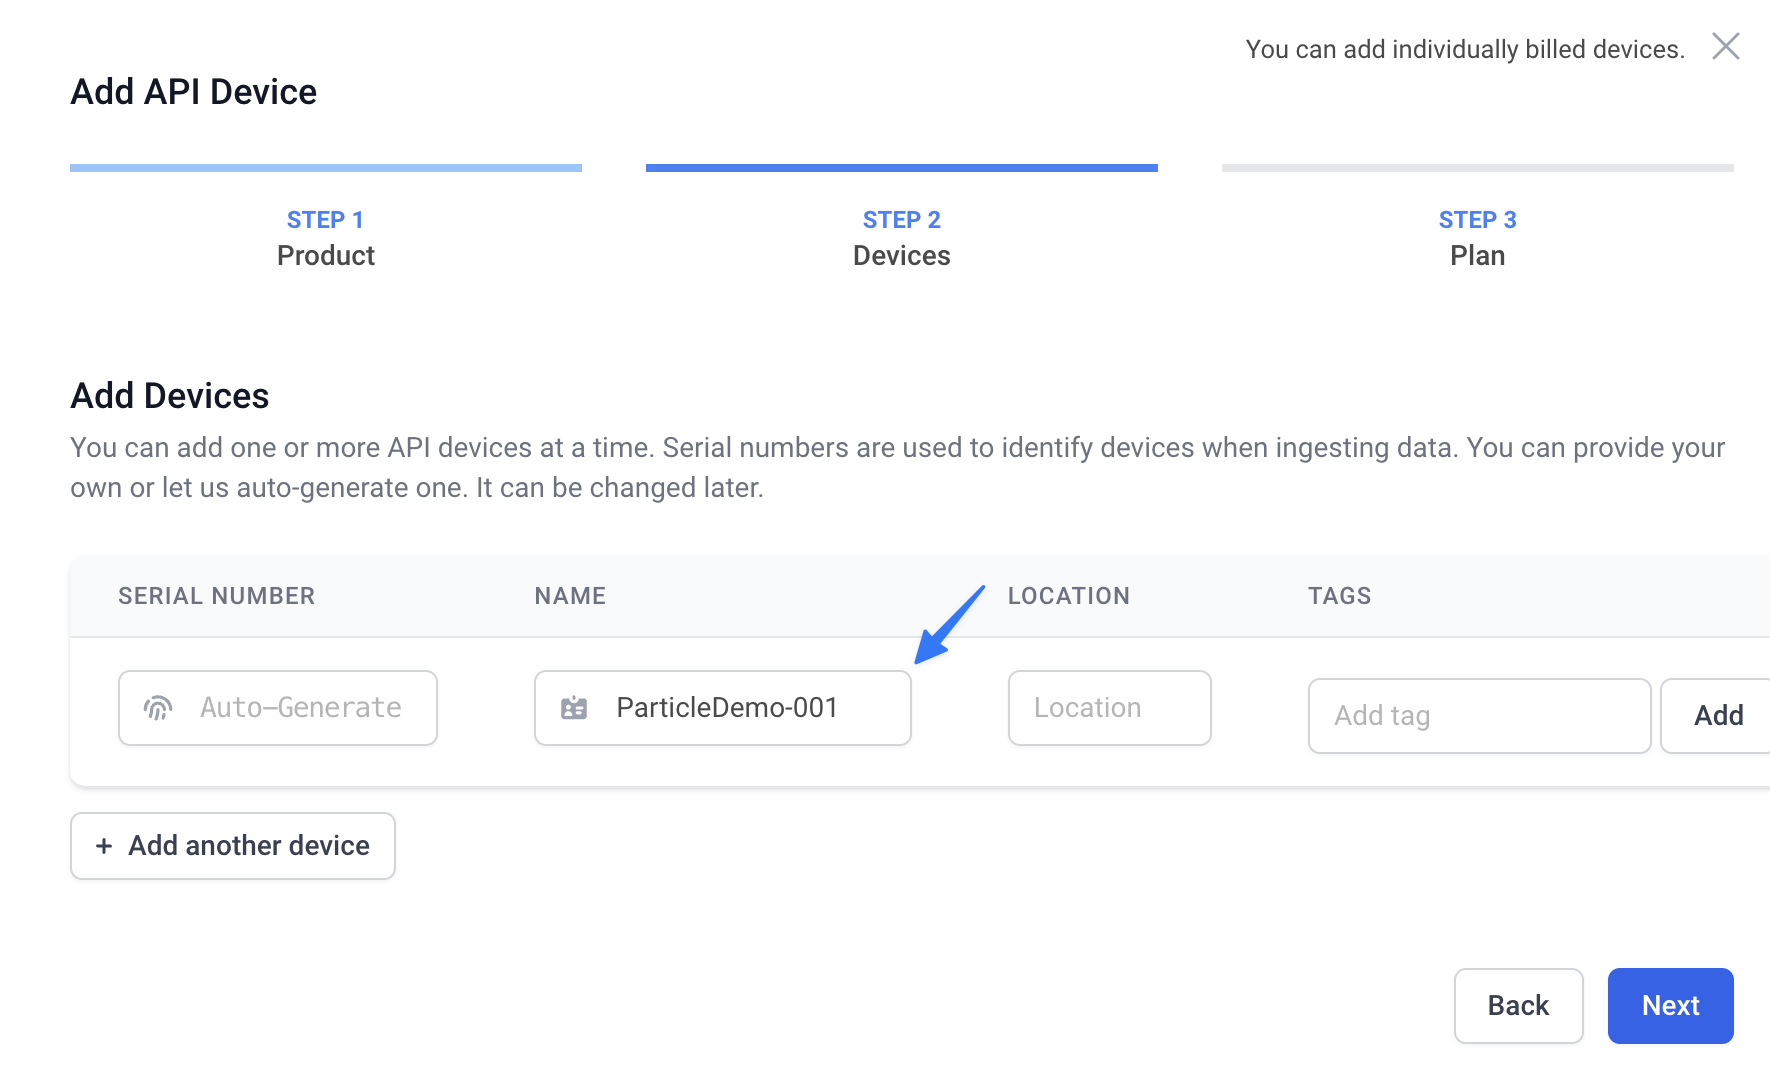 You can add individually billed devices.
Add API Device
STEP 1
Product
STEP 2
Devices
STEP 3
Plan
Add Devices
You can add one or more API devices at a time. Serial numbers are used to identify devices when ingesting data. You can provide your
own or let us auto-generate one. It can be changed later.
SERIAL NUMBER NAME LOCATION TAGS
Auto-Generate ParticleDemo-001 Location Add tag Add
+ Add another device
Back Next